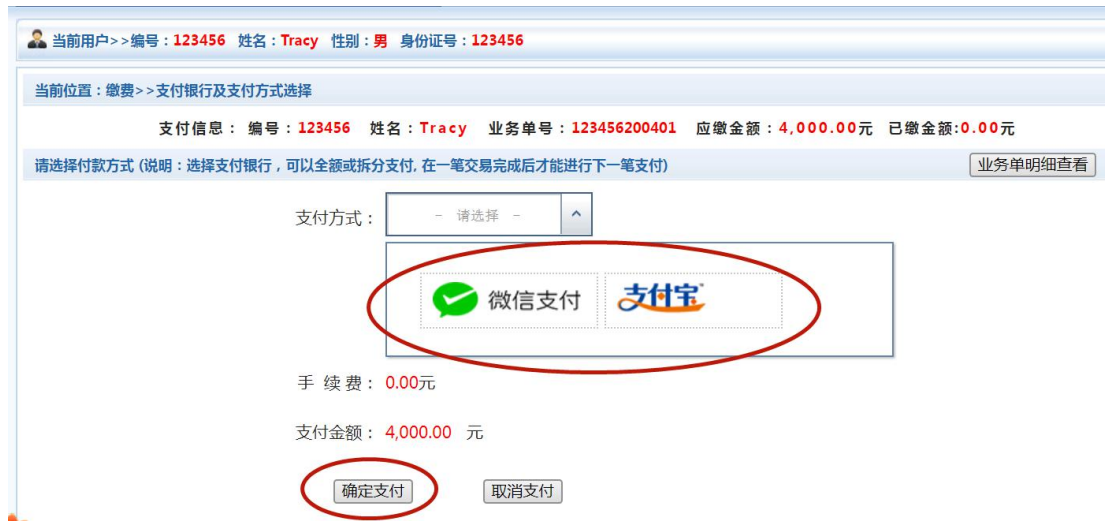 当前用户>>编号：123456 姓名：Tracy 性别：男 身份证号：123456
当前位置：缴费>>支付银行及支付方式选择
支付信息： 编号：123456 姓名：Tracy 业务单号：123456200401 应缴金额：4,000.00元 已缴金额:0.00元
请选择付款方式 (说明：选择支付银行，可以全额或拆分支付, 在一笔交易完成后才能进行下一笔支付) 业务单明细查看
支付方式： - 请选择 -
微信支付 支付宝
手 续 费： 0.00元
支付金额： 4,000.00 元
确定支付 取消支付